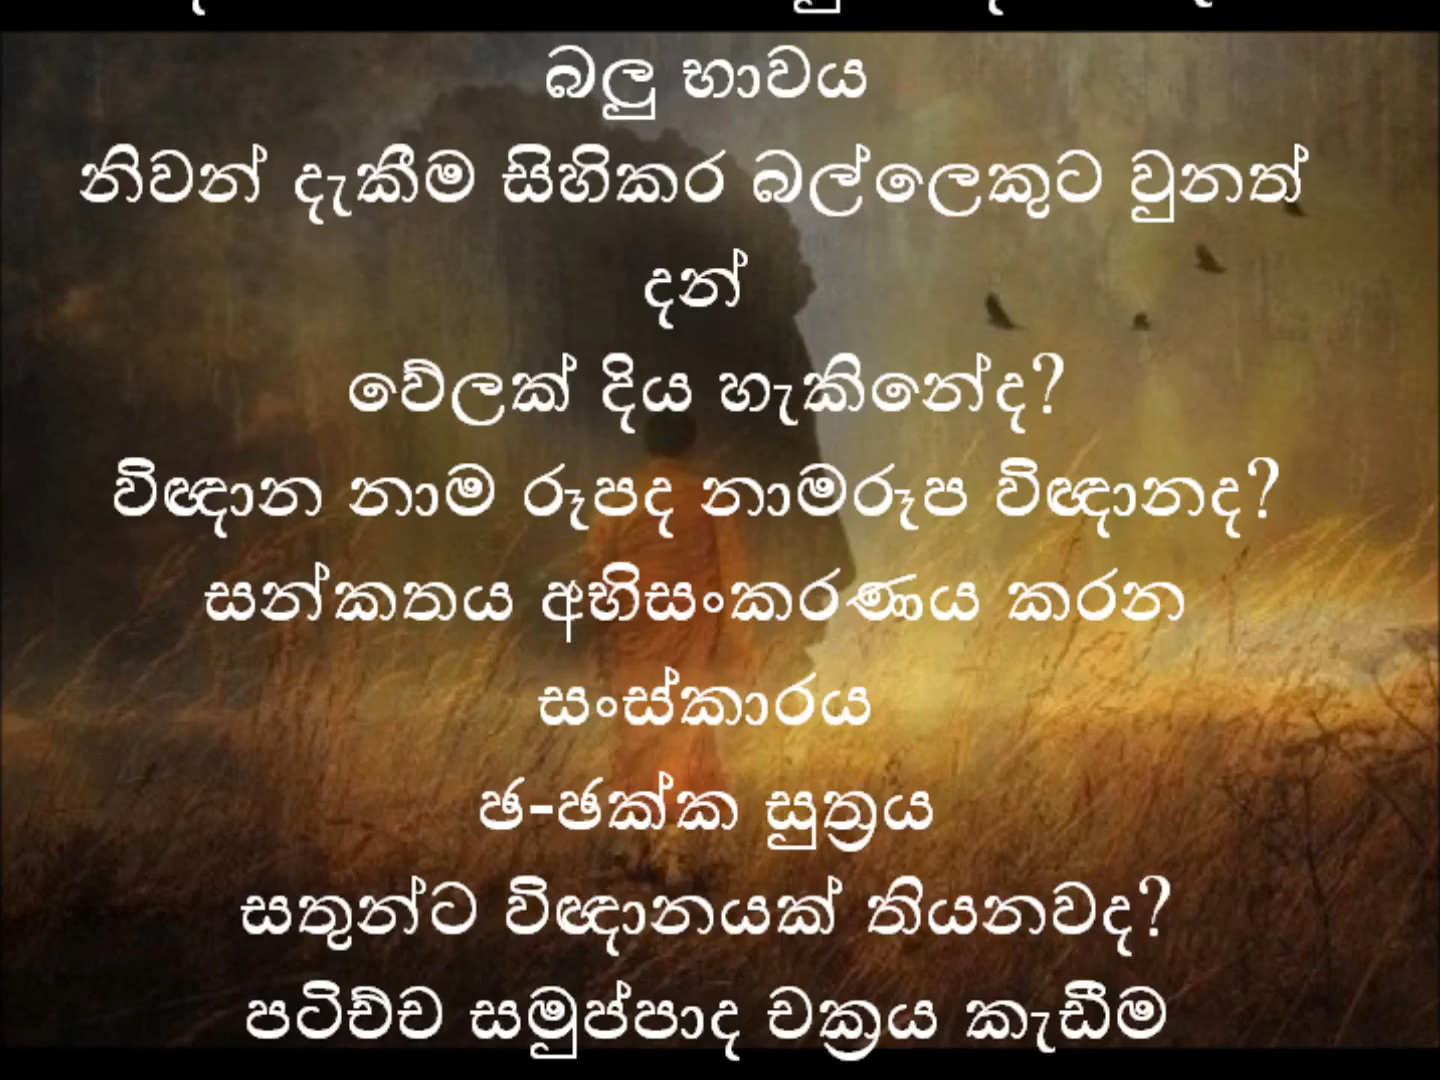 බලු භාවය
නිවන් දැකීම සිහිකර බල්ලෙකුට වුනත්
දන්
වේලක් දිය හැකිනේද?
විඥාන නාම රූපද නාමරූප විඥානද?
සන්කතය අභිසංකරණය කරන
සංස්කාරය
ඡ-ඡක්ක සුත්‍රය
සතුන්ට විඥානයක් තියනවද?
පටිච්ච සමුප්පාද චක්‍රය කැඩීම